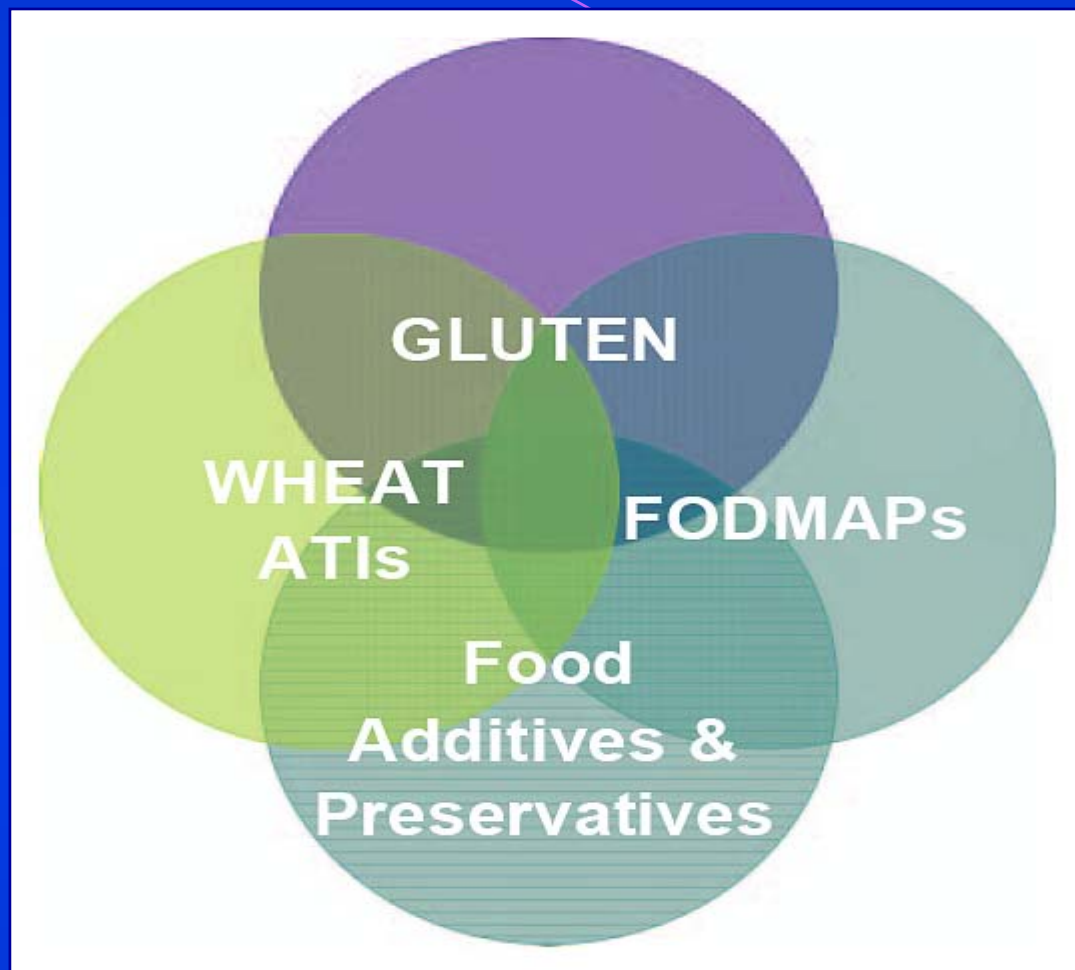 GLUTEN
WHEAT
ATIs
FODMAPs
Food
Additives &
Preservatives